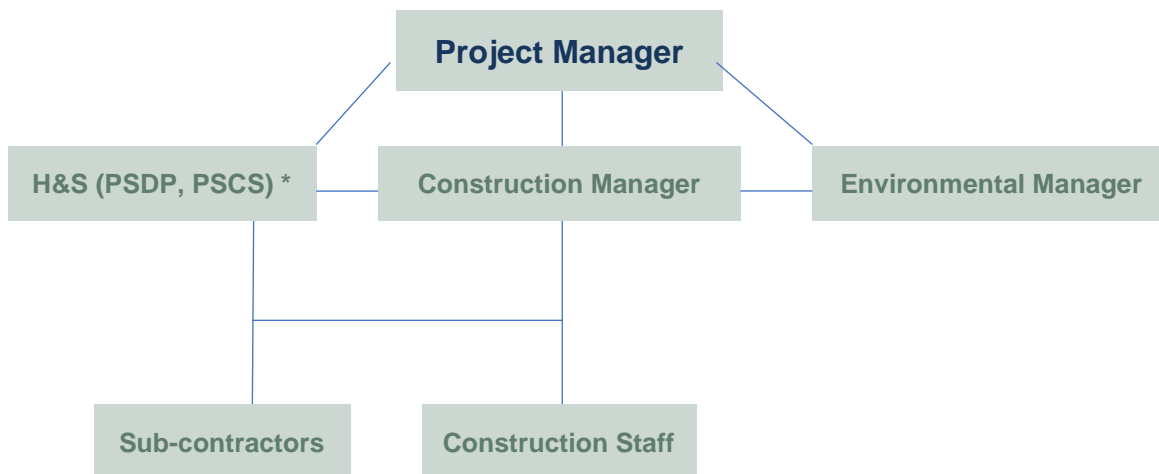 Project Manager
H&S (PSDP, PSCS) *
Construction Manager
Environmental Manager
Sub-contractors
Construction Staff